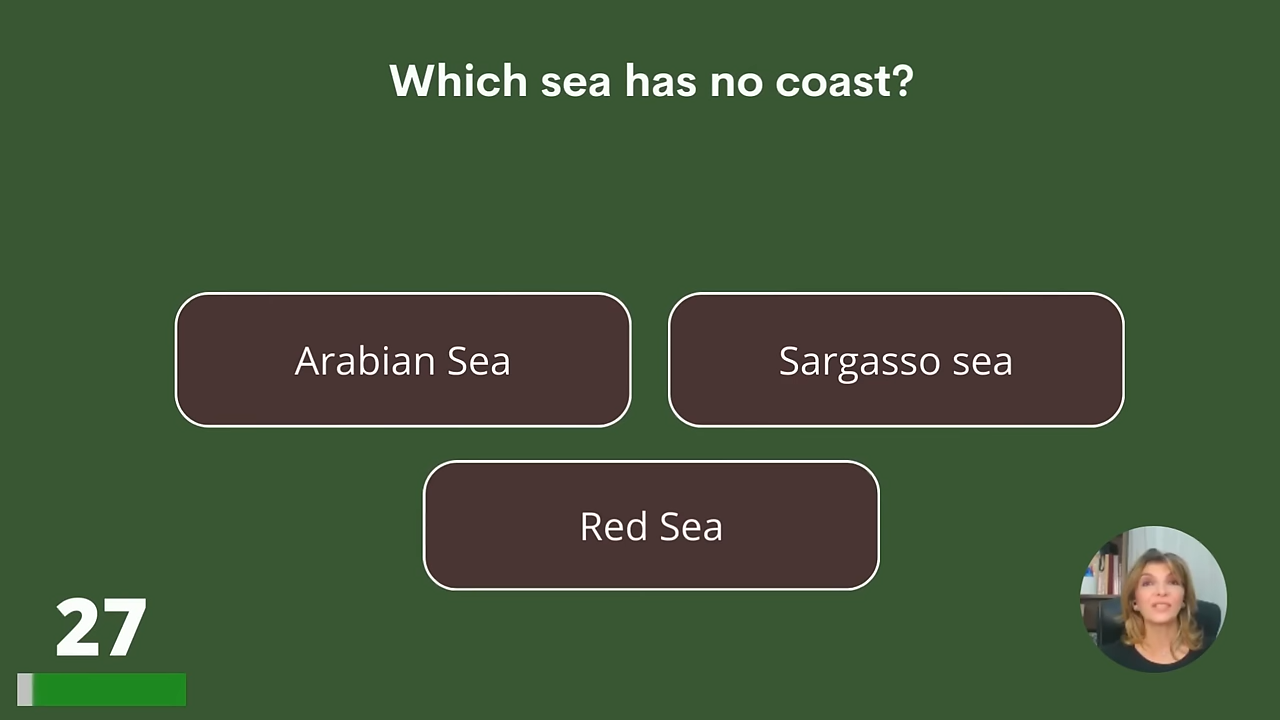 Which sea has no coast?
Arabian Sea
Sargasso sea
Red Sea
27